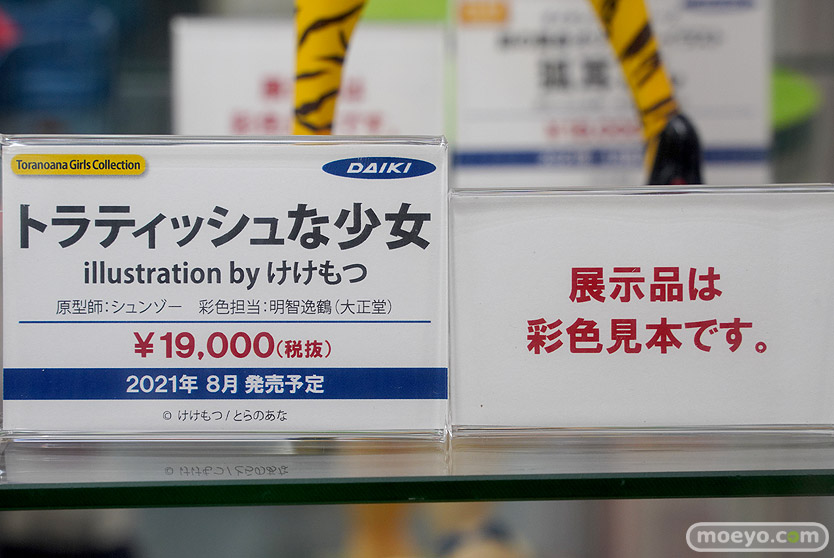 Toranoana Girls Collection
DAIKI
トラティッシュな少女
illustration by けけもつ
原型師:シュンゾー 彩色担当:明智逸鶴(大正堂)
¥19,000(税抜)
2021年 8月 発売予定
© けけもつ / とらのあな
展示品は
彩色見本です。
moeyo.com